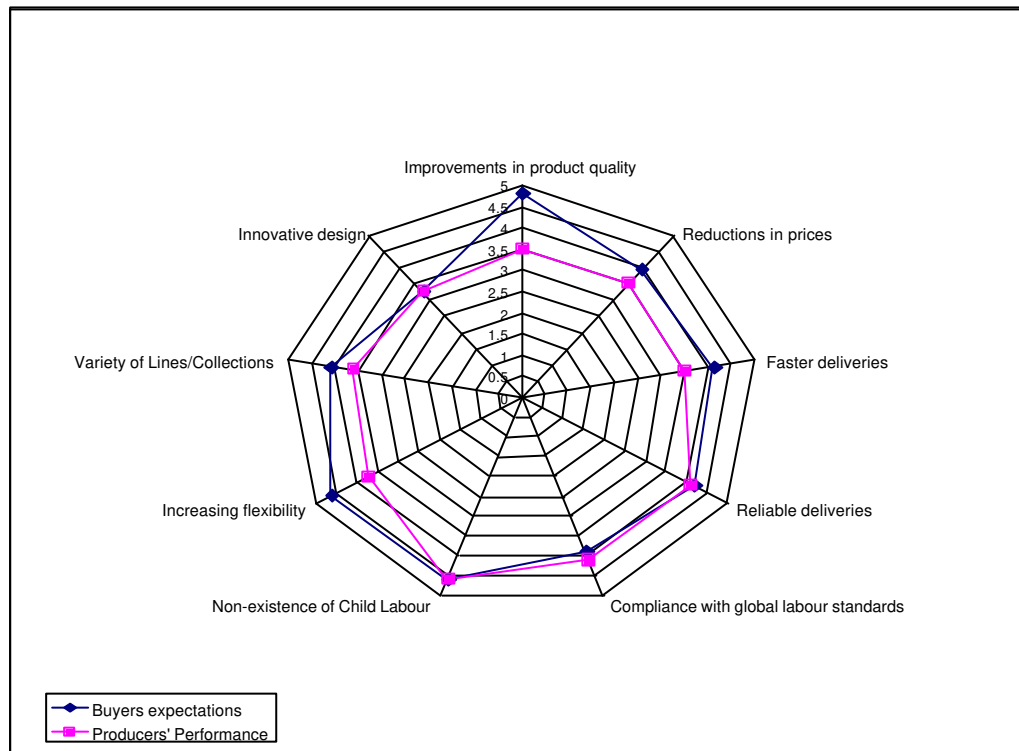 Improvements in product quality
5
4.5
4
3.5
3
2.5
2
1.5
1
0.5
0
Reductions in prices
Faster deliveries
Reliable deliveries
Compliance with global labour standards
Non-existence of Child Labour
Increasing flexibility
Variety of Lines/Collections
Innovative design
Buyers expectations
Producers' Performance